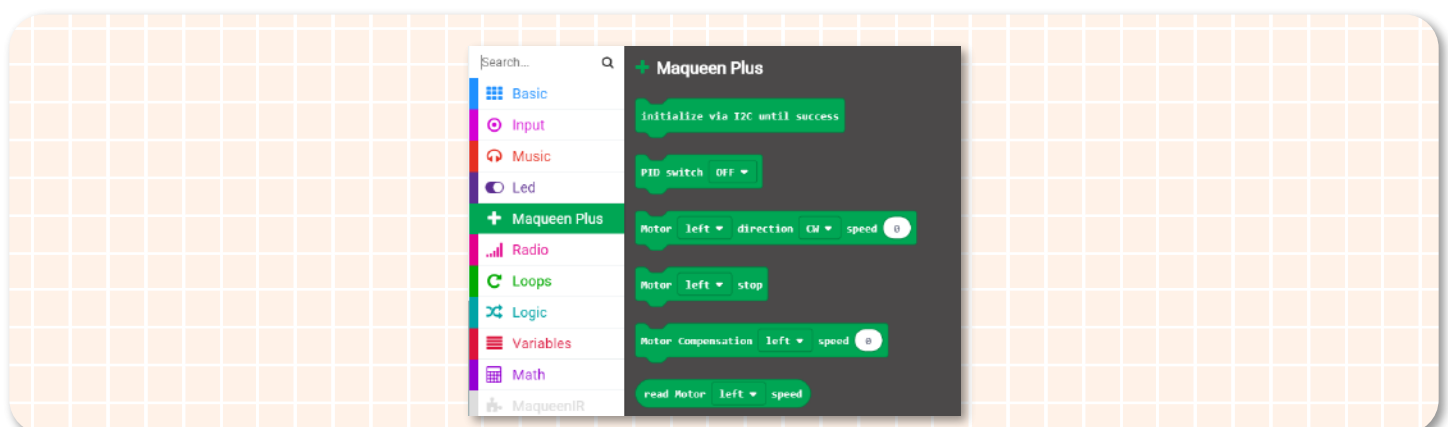 Search...
Basic
Input
Music
Led
Maqueen Plus
Radio
Loops
Logic
Variables
Math
MaqueenIR
Maqueen Plus
initialize via I2C until success
PID switch OFF
Motor left direction CW speed 0
Motor left stop
Motor Compensation left speed 0
read Motor left speed